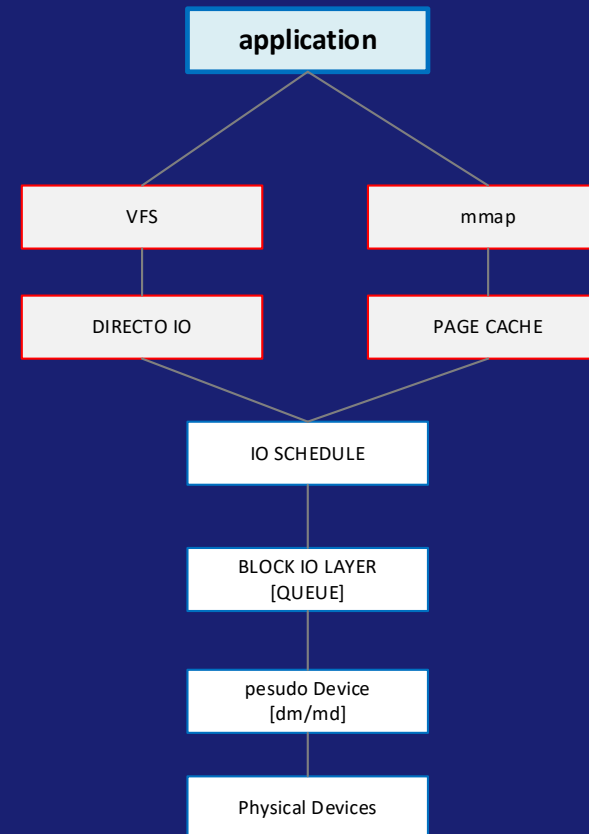 application
VFS
mmap
DIRECTO IO
PAGE CACHE
IO SCHEDULE
BLOCK IO LAYER
[QUEUE]
pesudo Device
[dm/md]
Physical Devices